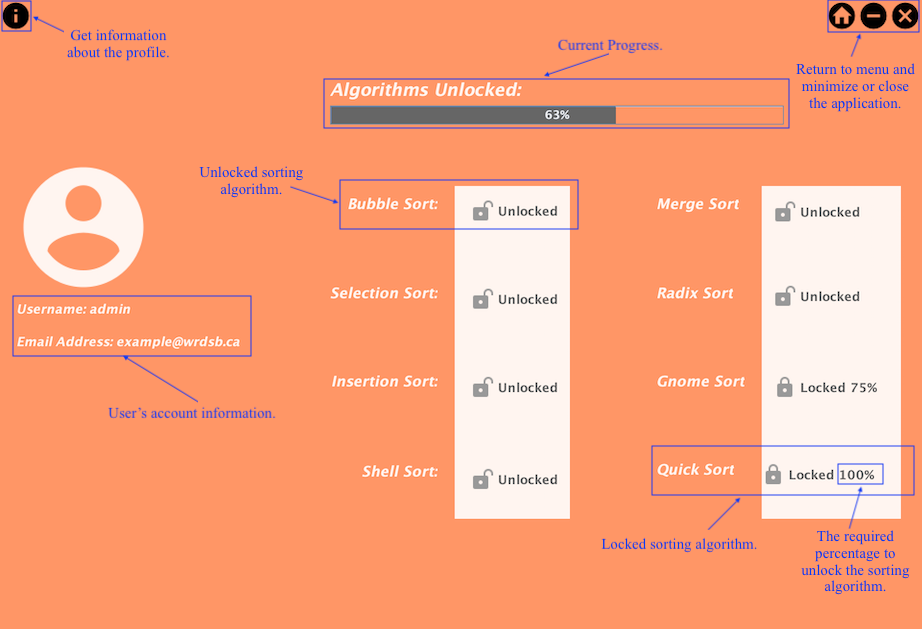 Get information
about the profile.
Current Progress.
Return to menu and
minimize or close
the application.
Algorithms Unlocked:
63%
Unlocked sorting
algorithm.
Bubble Sort:
Unlocked
Merge Sort
Unlocked
Selection Sort:
Unlocked
Radix Sort
Unlocked
Username: admin
Email Address: example@wrdsb.ca
User’s account information.
Insertion Sort:
Unlocked
Gnome Sort
Locked 75%
Shell Sort:
Unlocked
Quick Sort
Locked 100%
Locked sorting algorithm.
The required
percentage to
unlock the sorting
algorithm.